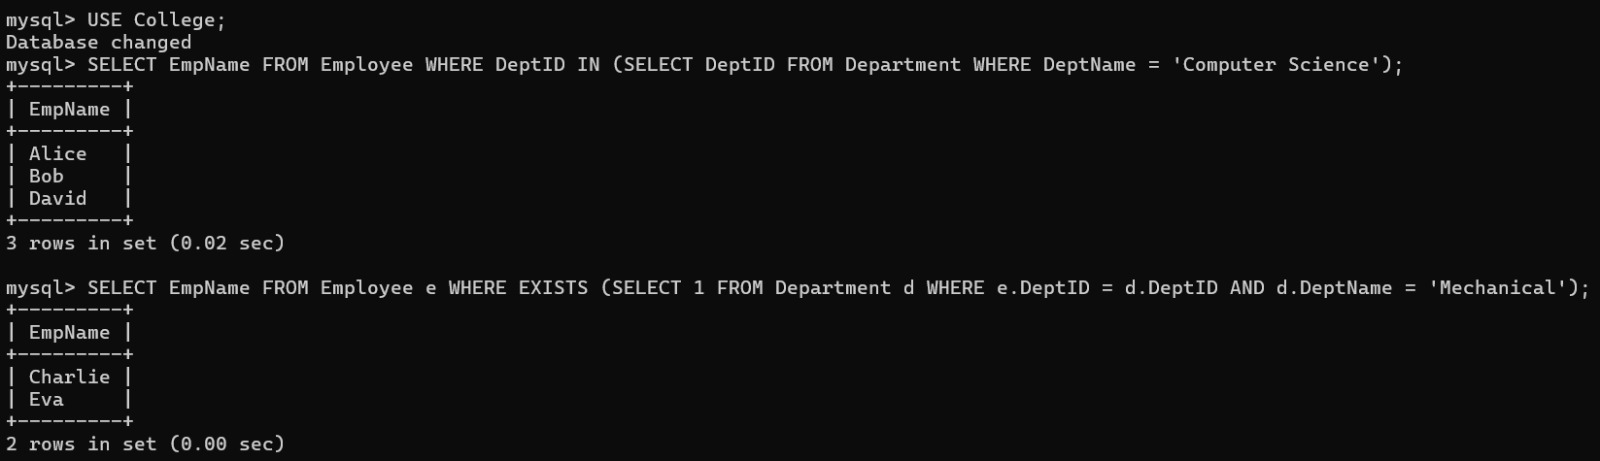 mysql> USE College;
Database changed
mysql> SELECT EmpName FROM Employee WHERE DeptID IN (SELECT DeptID FROM Department WHERE DeptName = 'Computer Science');
+---------+
| EmpName |
+---------+
| Alice   |
| Bob     |
| David   |
+---------+
3 rows in set (0.02 sec)

mysql> SELECT EmpName FROM Employee e WHERE EXISTS (SELECT 1 FROM Department d WHERE e.DeptID = d.DeptID AND d.DeptName = 'Mechanical');
+---------+
| EmpName |
+---------+
| Charlie |
| Eva     |
+---------+
2 rows in set (0.00 sec)